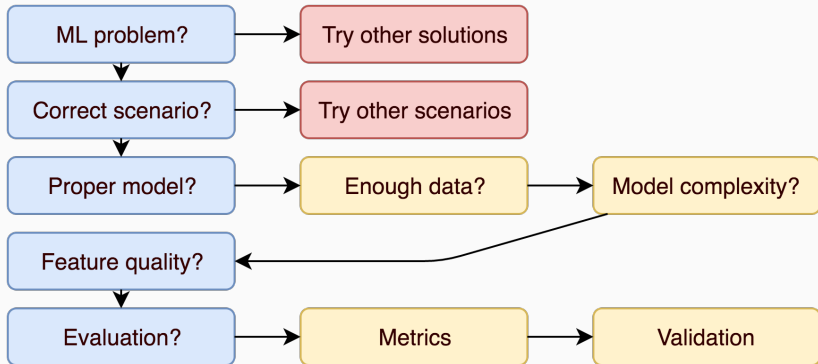 ML problem?
Try other solutions
Correct scenario?
Try other scenarios
Proper model?
Enough data?
Model complexity?
Feature quality?
Evaluation?
Metrics
Validation